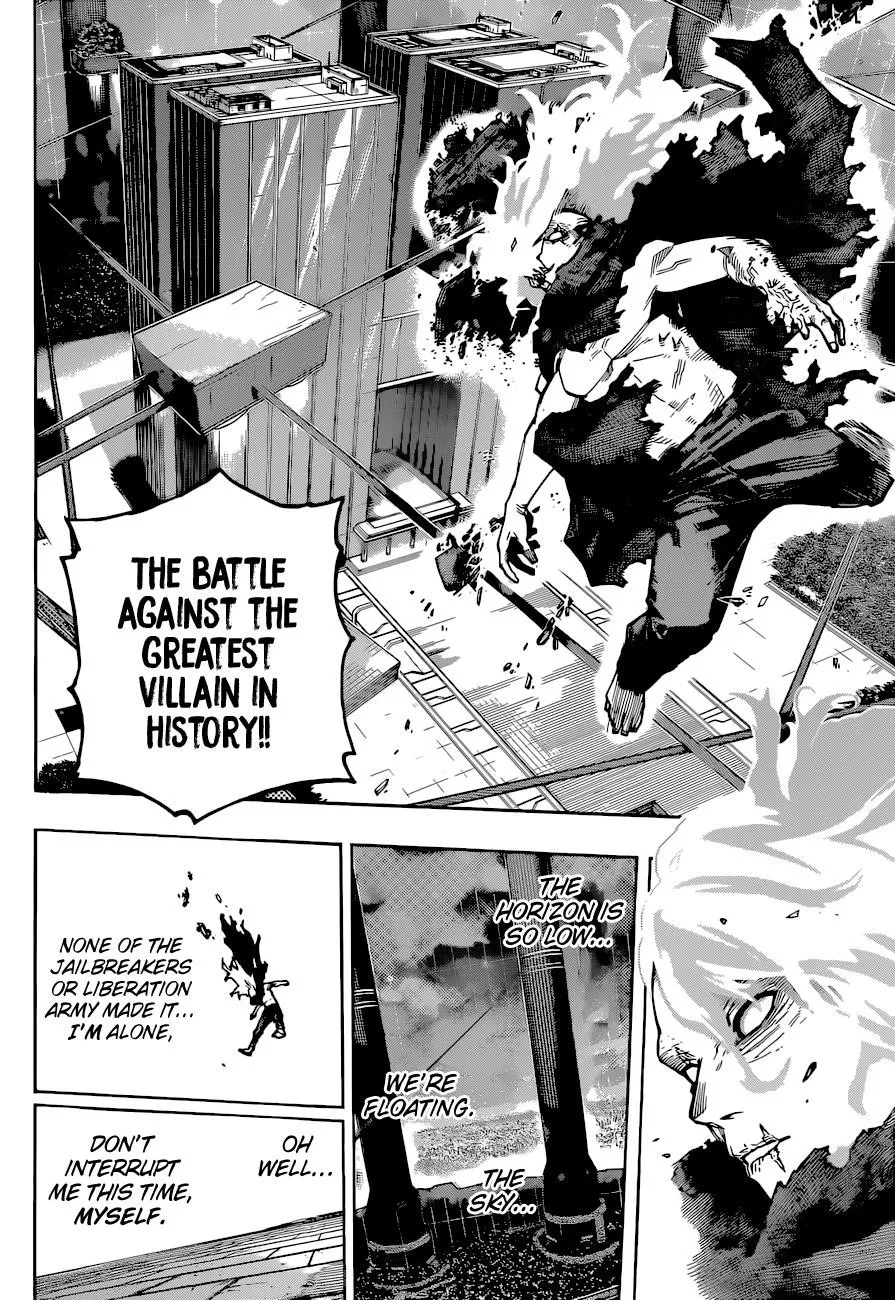 THE BATTLE
AGAINST THE
GREATEST
VILLAIN IN
HISTORY!!
THE
HORIZON IS
SO LOW...
WE'RE
FLOATING.
THE
SKY...
NONE OF THE
JAILBREAKERS
OR LIBERATION
ARMY MADE IT...
I'M ALONE,
OH
WELL...
DON'T
INTERRUPT
ME THIS TIME,
MYSELF.